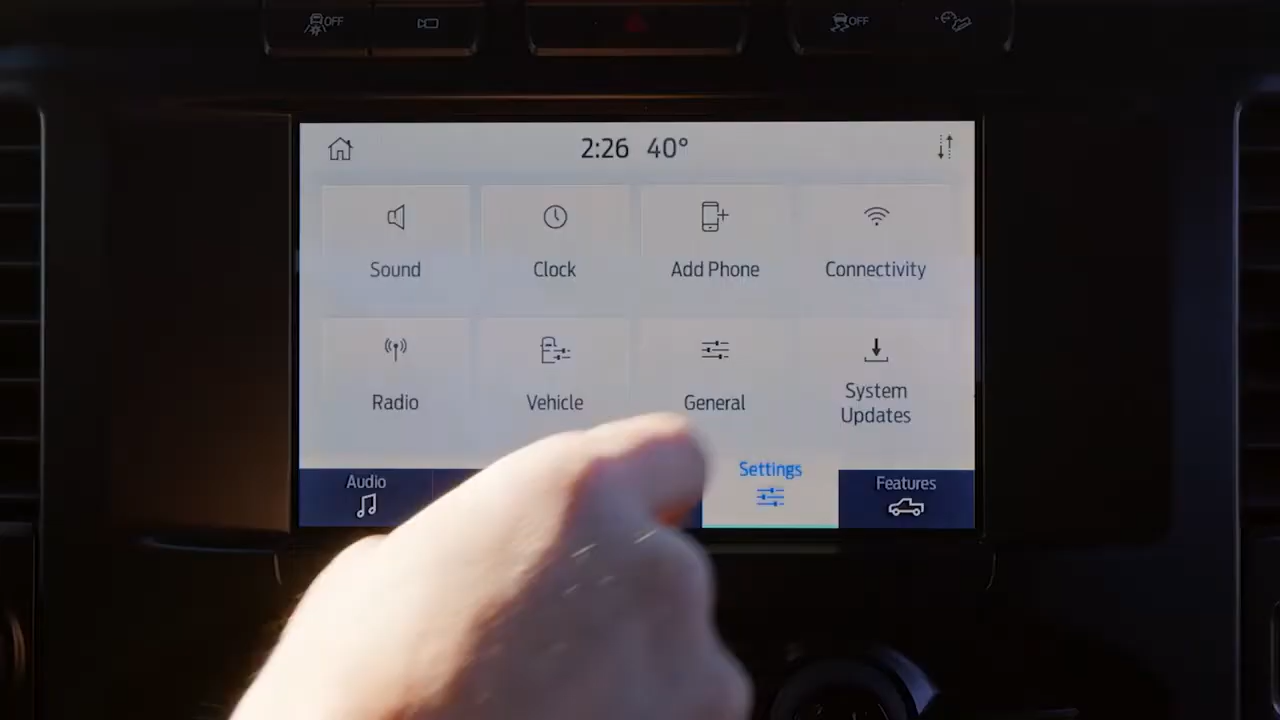 OFF
OFF
2:26 40°
Sound
Clock
Add Phone
Connectivity
Radio
Vehicle
General
System
Updates
Audio
Settings
Features